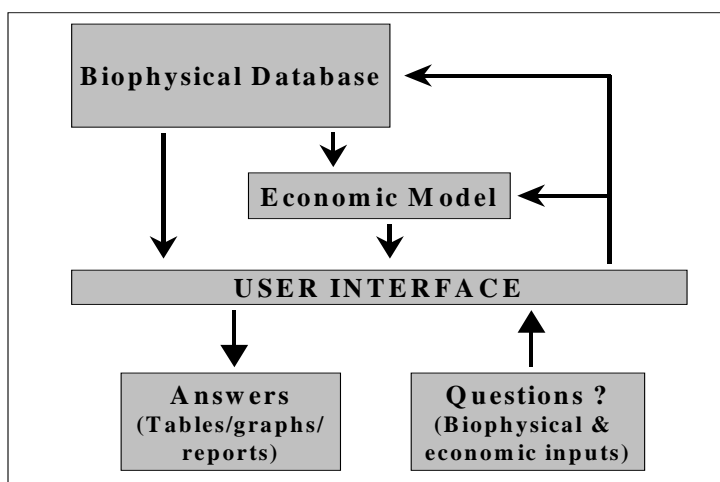 Biophysical Database
Economic Model
USER INTERFACE
Answers
(Tables/graphs/
reports)
Questions ?
(Biophysical &
economic inputs)